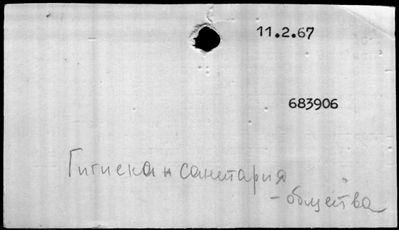 11.2.67
683906
Гигиена и санитария
- общества